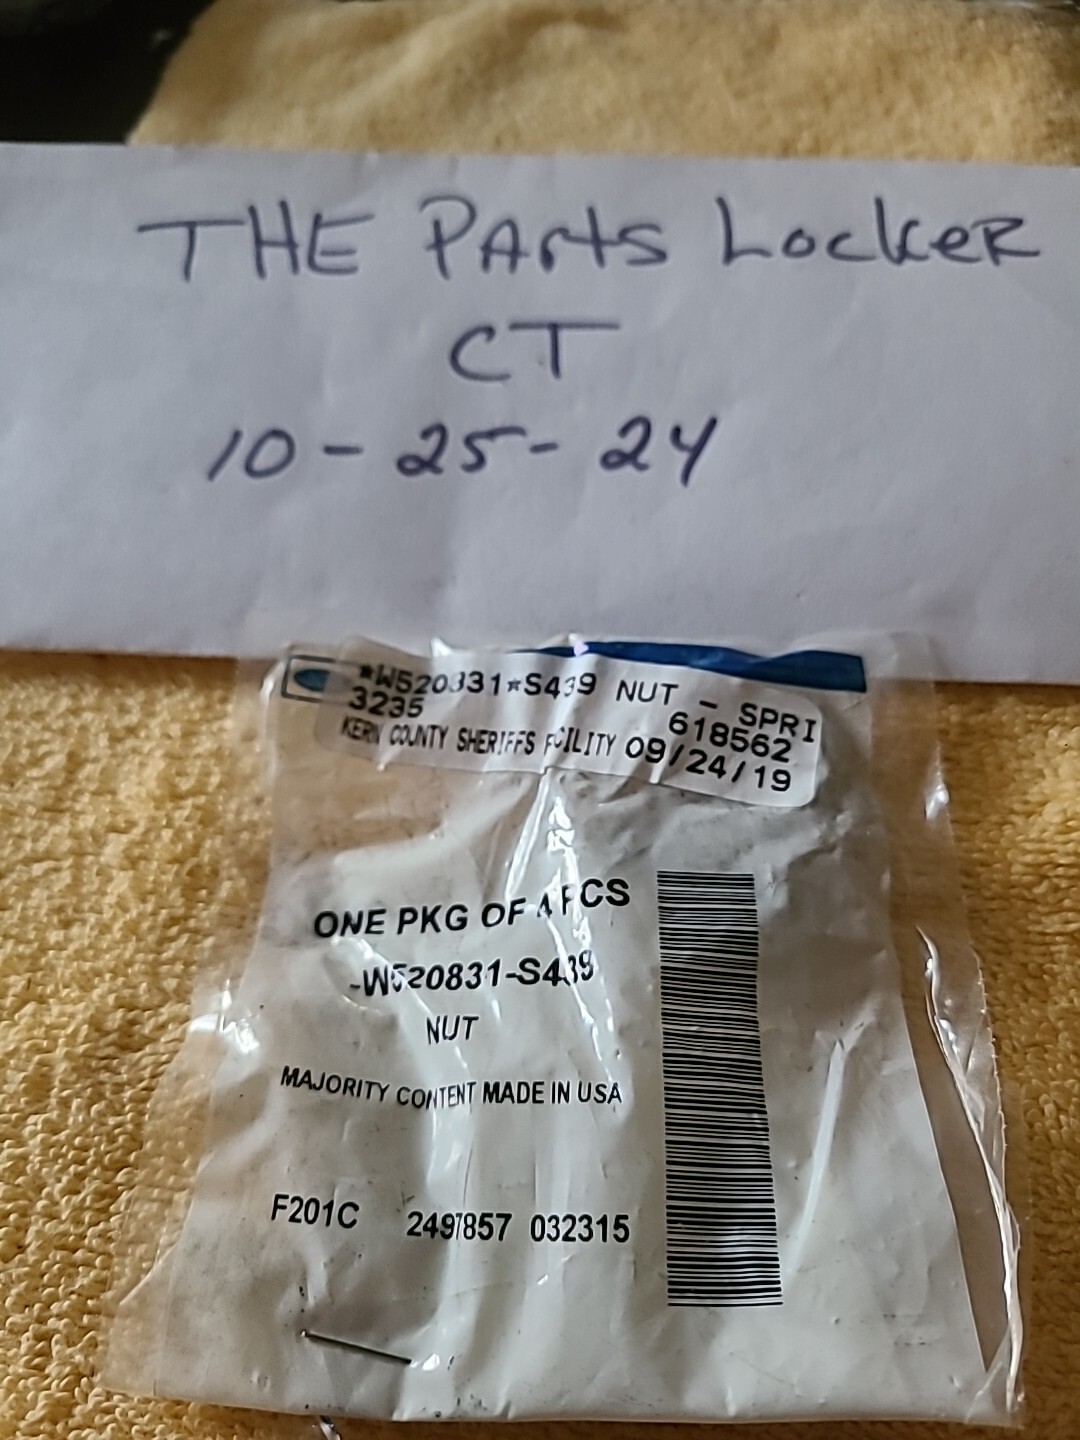 THE PArts LockeR
CT
10-25-24
*W520831*S439 NUT - SPRI
3235 618562
KERN COUNTY SHERIFFS FCILITY 09/24/19
ONE PKG OF 4 PCS
-W520831-S439
NUT
MAJORITY CONTENT MADE IN USA
F201C 2497857 032315